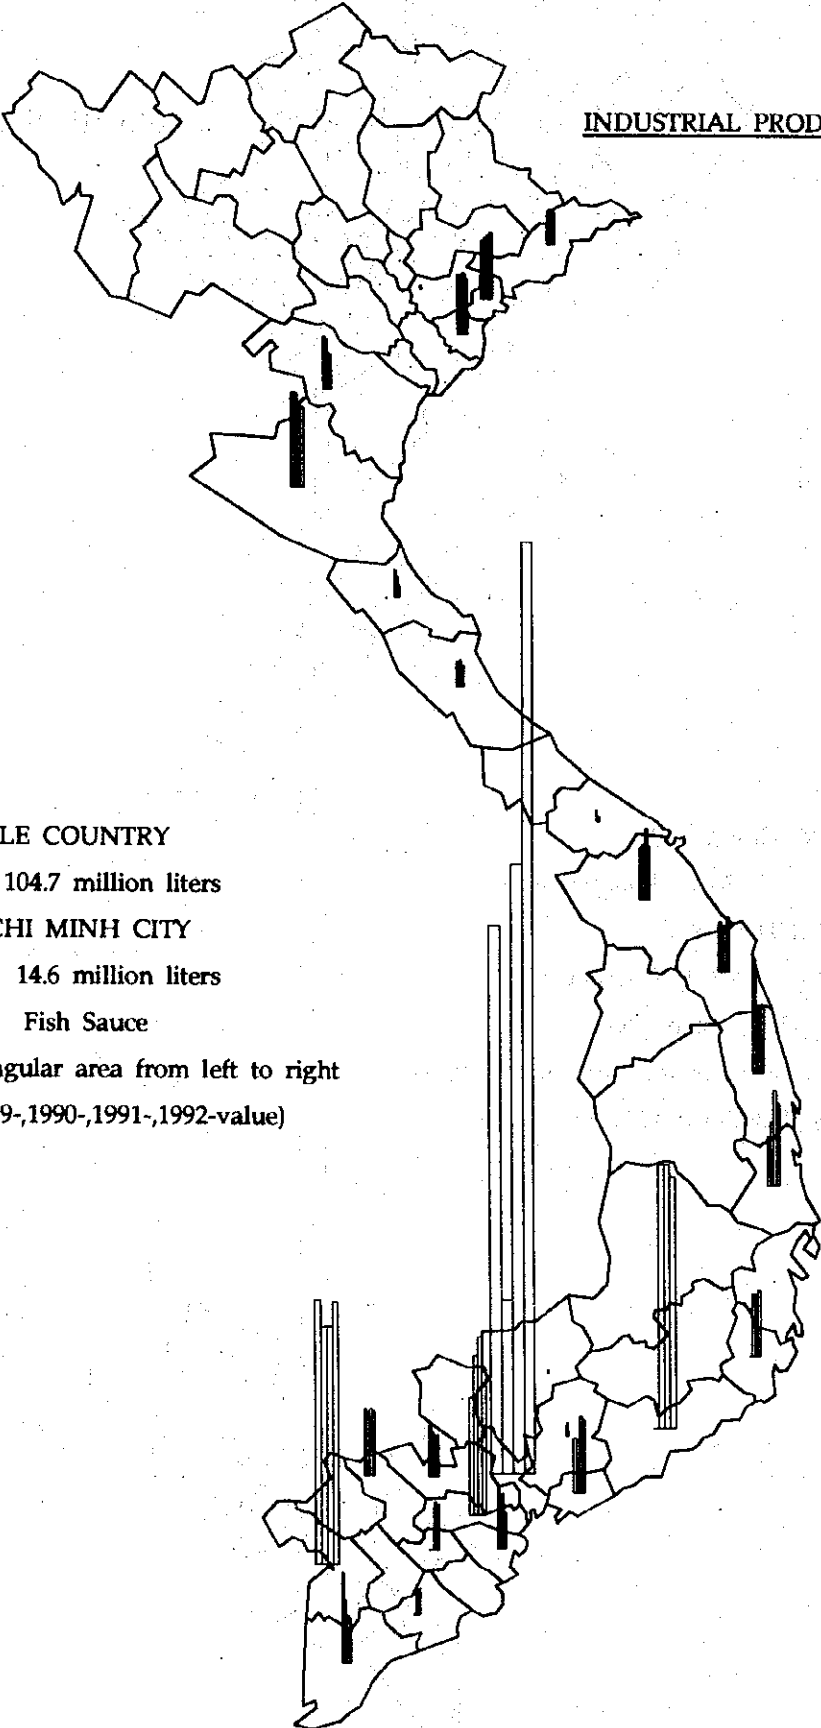 INDUSTRIAL PROD
LE COUNTRY
104.7 million liters
CHI MINH CITY
14.6 million liters
Fish Sauce
ngular area from left to right
9-,1990-,1991-,1992-value)